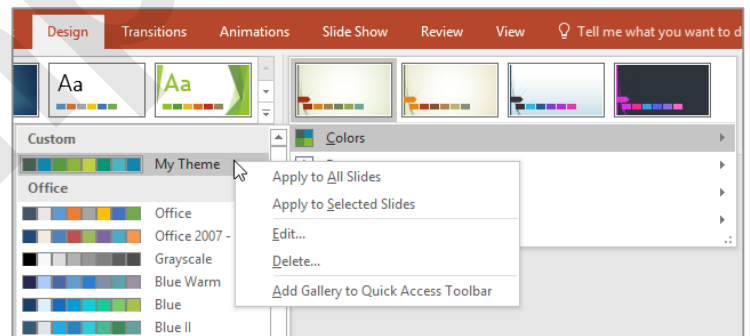 Design Transitions Animations Slide Show Review View Tell me what you want to d
Aa Aa
Custom
Colors
My Theme
Apply to All Slides
Office
Apply to Selected Slides
Office
Edit...
Office 2007 -
Grayscale
Delete...
Blue Warm
Add Gallery to Quick Access Toolbar
Blue
Blue II